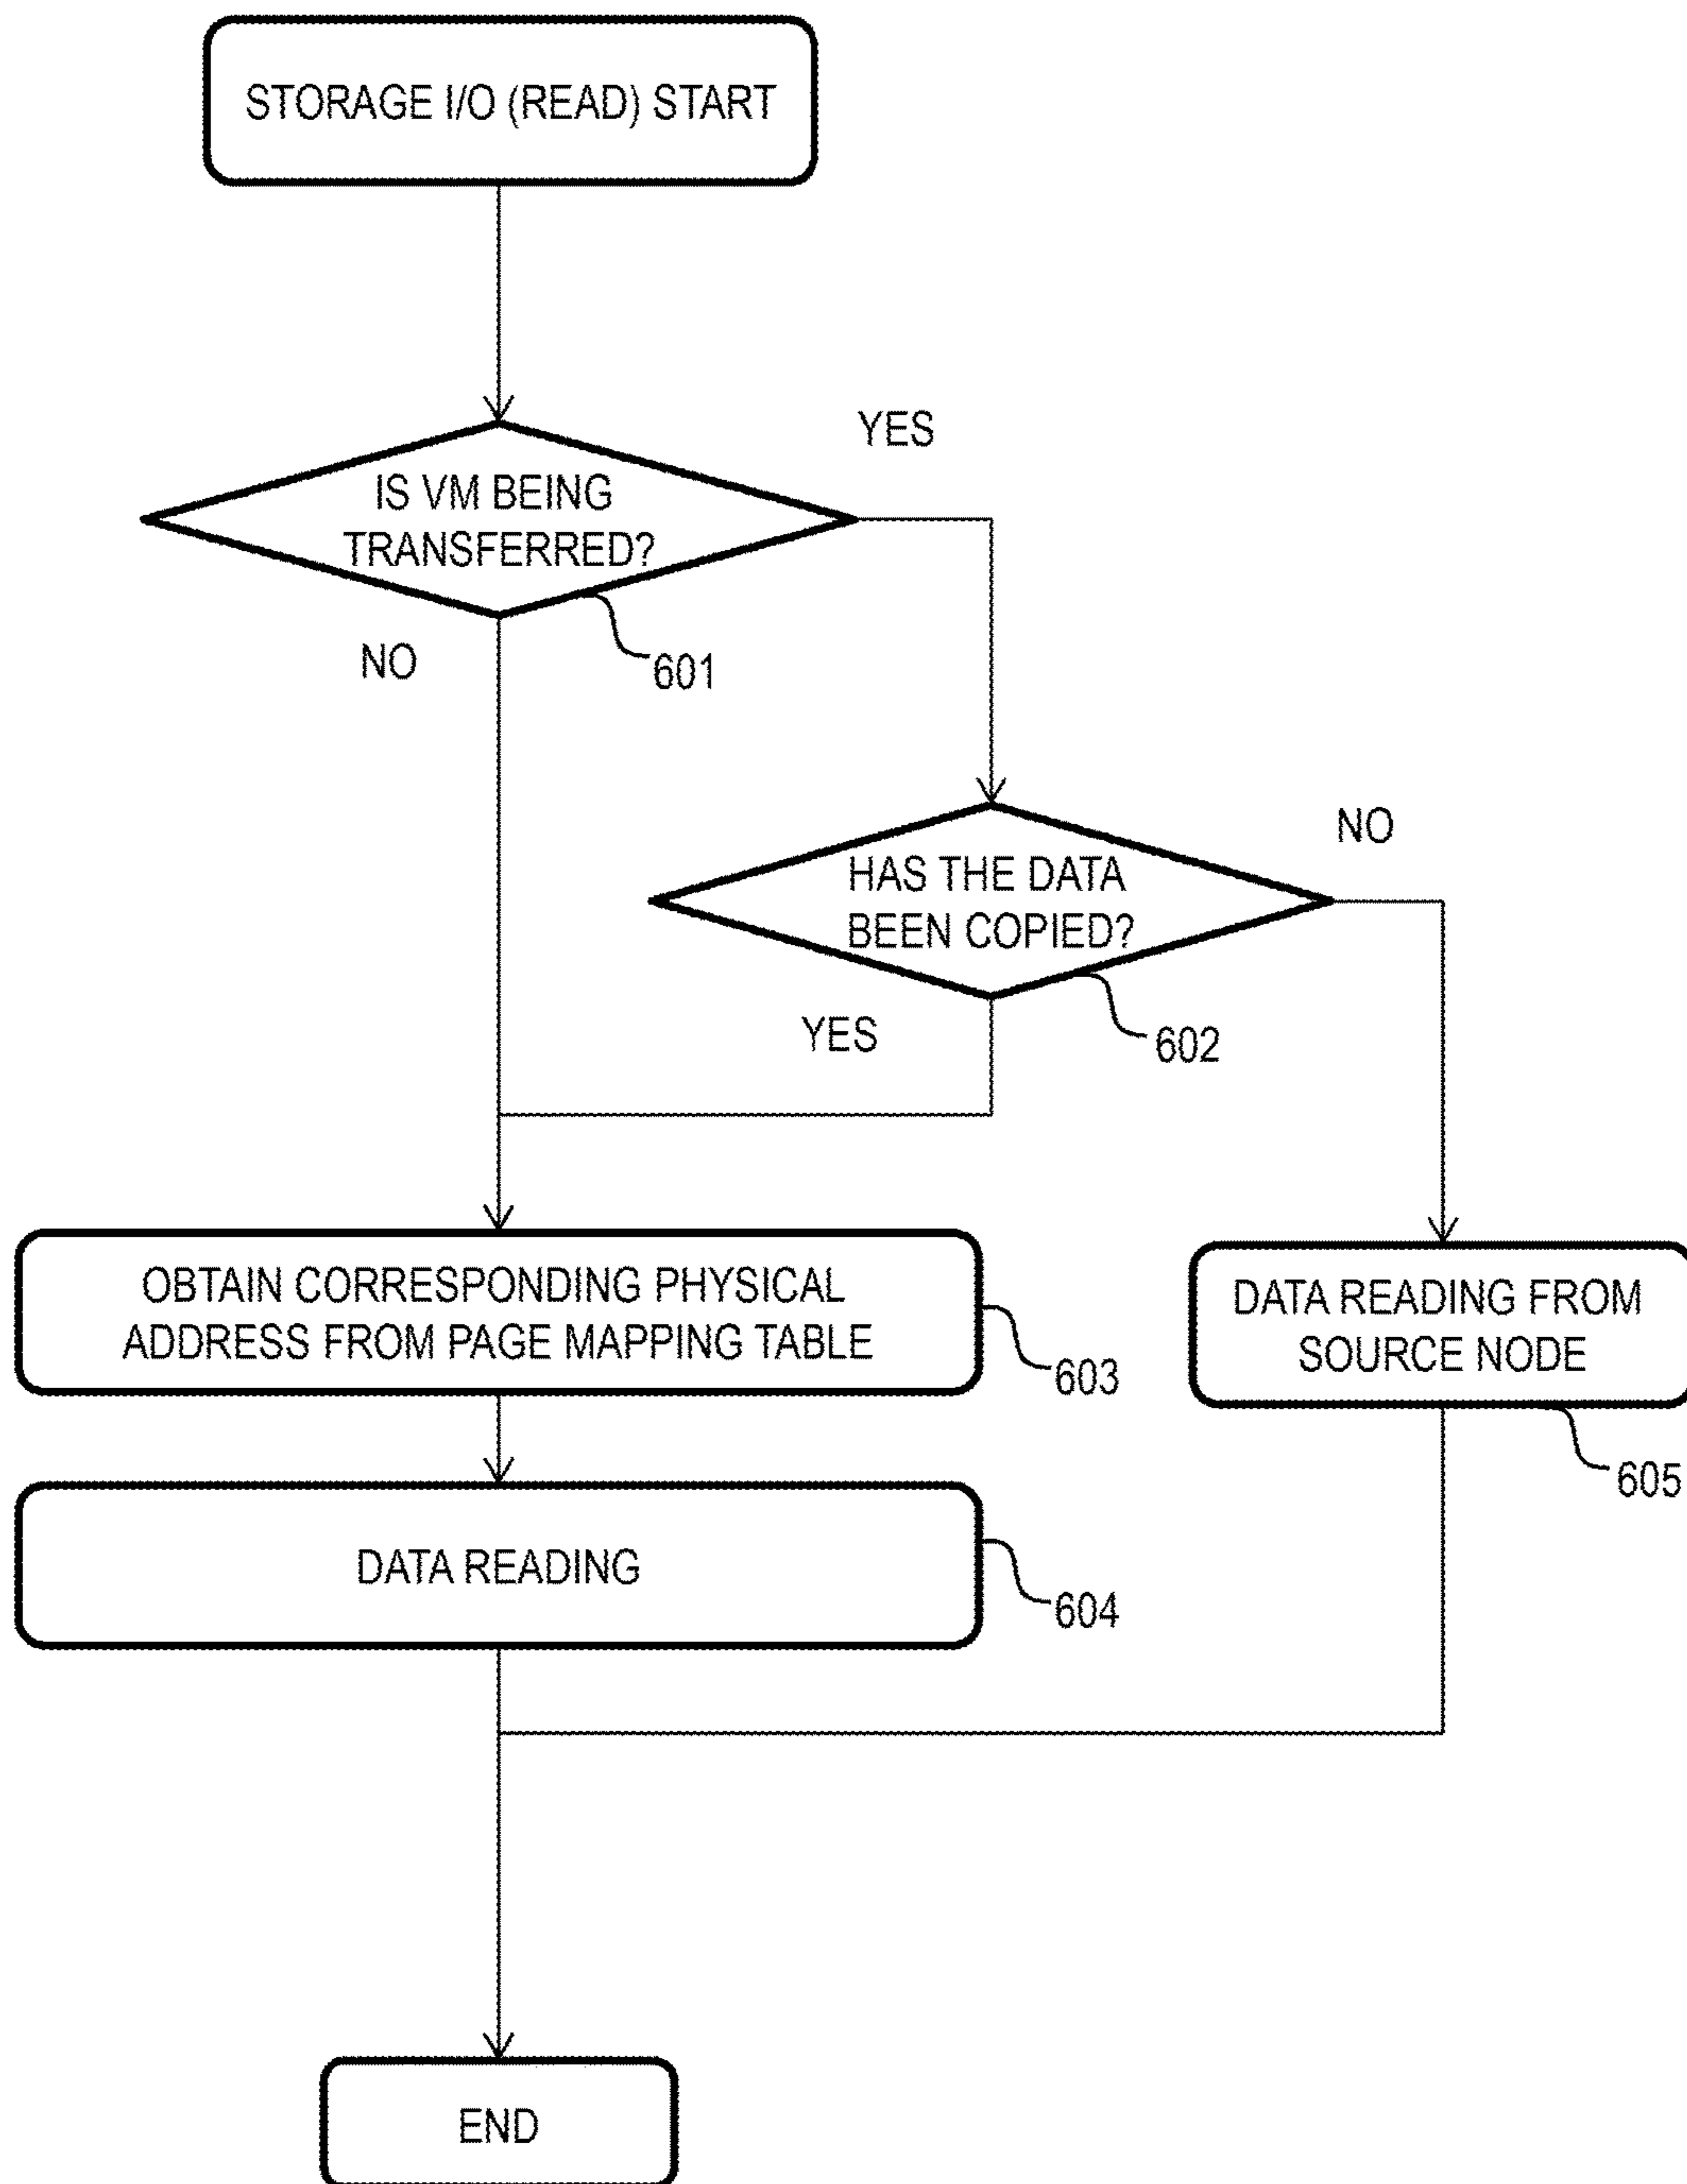 STORAGE I/O (READ) START
YES
IS VM BEING
TRANSFERRED?
NO
601
NO
HAS THE DATA
BEEN COPIED?
YES
602
OBTAIN CORRESPONDING PHYSICAL
ADDRESS FROM PAGE MAPPING TABLE
603
DATA READING FROM
SOURCE NODE
605
DATA READING
604
END